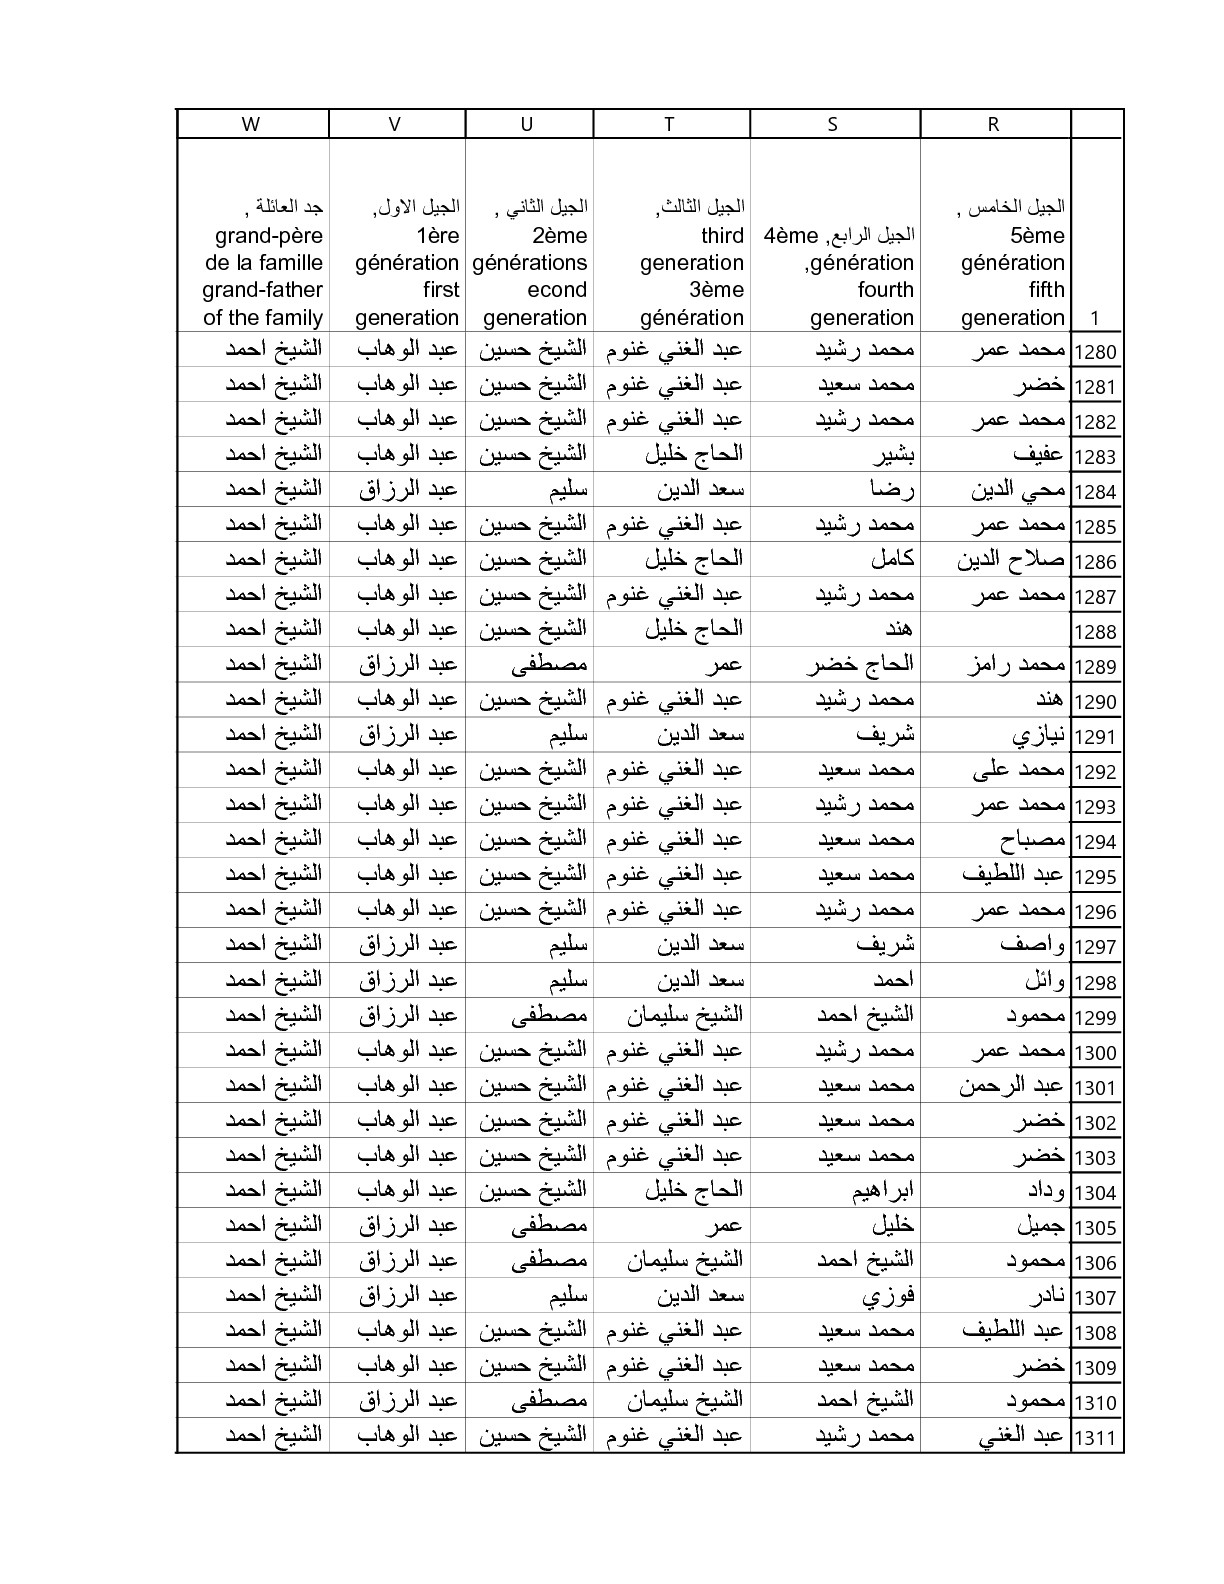 R S T U V W
1 الجيل الخامس , 5ème génération fifth generation الجيل الرابع, 4ème génération, fourth generation الجيل الثالث, third generation 3ème génération الجيل الثاني , 2ème générations econd generation الجيل الاول, 1ère génération first generation جد العائلة , grand-père de la famille grand-father of the family
1280 محمد عمر محمد رشيد عبد الغني غنوم الشيخ حسين عبد الوهاب الشيخ احمد
1281 خضر محمد سعيد عبد الغني غنوم الشيخ حسين عبد الوهاب الشيخ احمد
1282 محمد عمر محمد رشيد عبد الغني غنوم الشيخ حسين عبد الوهاب الشيخ احمد
1283 عفيف بشير الحاج خليل الشيخ حسين عبد الوهاب الشيخ احمد
1284 محي الدين رضا سعد الدين سليم عبد الرزاق الشيخ احمد
1285 محمد عمر محمد رشيد عبد الغني غنوم الشيخ حسين عبد الوهاب الشيخ احمد
1286 صلاح الدين كامل الحاج خليل الشيخ حسين عبد الوهاب الشيخ احمد
1287 محمد عمر محمد رشيد عبد الغني غنوم الشيخ حسين عبد الوهاب الشيخ احمد
1288 هند الحاج خليل الشيخ حسين عبد الوهاب الشيخ احمد
1289 محمد رامز الحاج خضر عمر مصطفى عبد الرزاق الشيخ احمد
1290 هند محمد رشيد عبد الغني غنوم الشيخ حسين عبد الوهاب الشيخ احمد
1291 نيازي شريف سعد الدين سليم عبد الرزاق الشيخ احمد
1292 محمد على محمد سعيد عبد الغني غنوم الشيخ حسين عبد الوهاب الشيخ احمد
1293 محمد عمر محمد رشيد عبد الغني غنوم الشيخ حسين عبد الوهاب الشيخ احمد
1294 مصباح محمد سعيد عبد الغني غنوم الشيخ حسين عبد الوهاب الشيخ احمد
1295 عبد اللطيف محمد سعيد عبد الغني غنوم الشيخ حسين عبد الوهاب الشيخ احمد
1296 محمد عمر محمد رشيد عبد الغني غنوم الشيخ حسين عبد الوهاب الشيخ احمد
1297 واصف شريف سعد الدين سليم عبد الرزاق الشيخ احمد
1298 وائل احمد سعد الدين سليم عبد الرزاق الشيخ احمد
1299 محمود الشيخ احمد الشيخ سليمان مصطفى عبد الرزاق الشيخ احمد
1300 محمد عمر محمد رشيد عبد الغني غنوم الشيخ حسين عبد الوهاب الشيخ احمد
1301 عبد الرحمن محمد سعيد عبد الغني غنوم الشيخ حسين عبد الوهاب الشيخ احمد
1302 خضر محمد سعيد عبد الغني غنوم الشيخ حسين عبد الوهاب الشيخ احمد
1303 خضر محمد سعيد عبد الغني غنوم الشيخ حسين عبد الوهاب الشيخ احمد
1304 وداد ابراهيم الحاج خليل الشيخ حسين عبد الوهاب الشيخ احمد
1305 جميل خليل عمر مصطفى عبد الرزاق الشيخ احمد
1306 محمود الشيخ احمد الشيخ سليمان مصطفى عبد الرزاق الشيخ احمد
1307 نادر فوزي سعد الدين سليم عبد الرزاق الشيخ احمد
1308 عبد اللطيف محمد سعيد عبد الغني غنوم الشيخ حسين عبد الوهاب الشيخ احمد
1309 خضر محمد سعيد عبد الغني غنوم الشيخ حسين عبد الوهاب الشيخ احمد
1310 محمود الشيخ احمد الشيخ سليمان مصطفى عبد الرزاق الشيخ احمد
1311 عبد الغني محمد رشيد عبد الغني غنوم الشيخ حسين عبد الوهاب الشيخ احمد